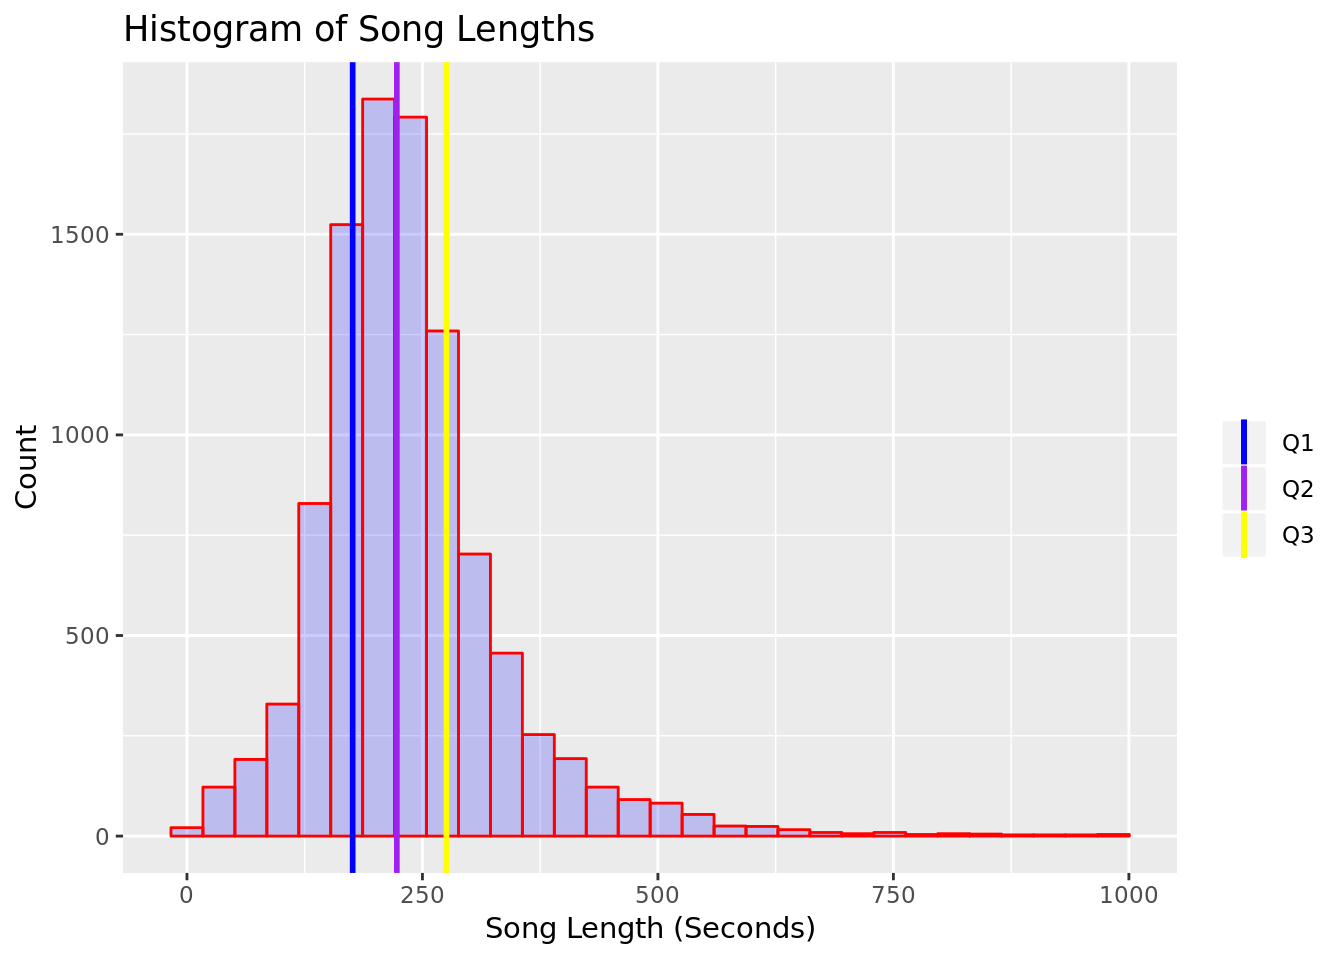 Histogram of Song Lengths
1500
1000
500
0
Count
0 250 500 750 1000
Song Length (Seconds)
Q1
Q2
Q3